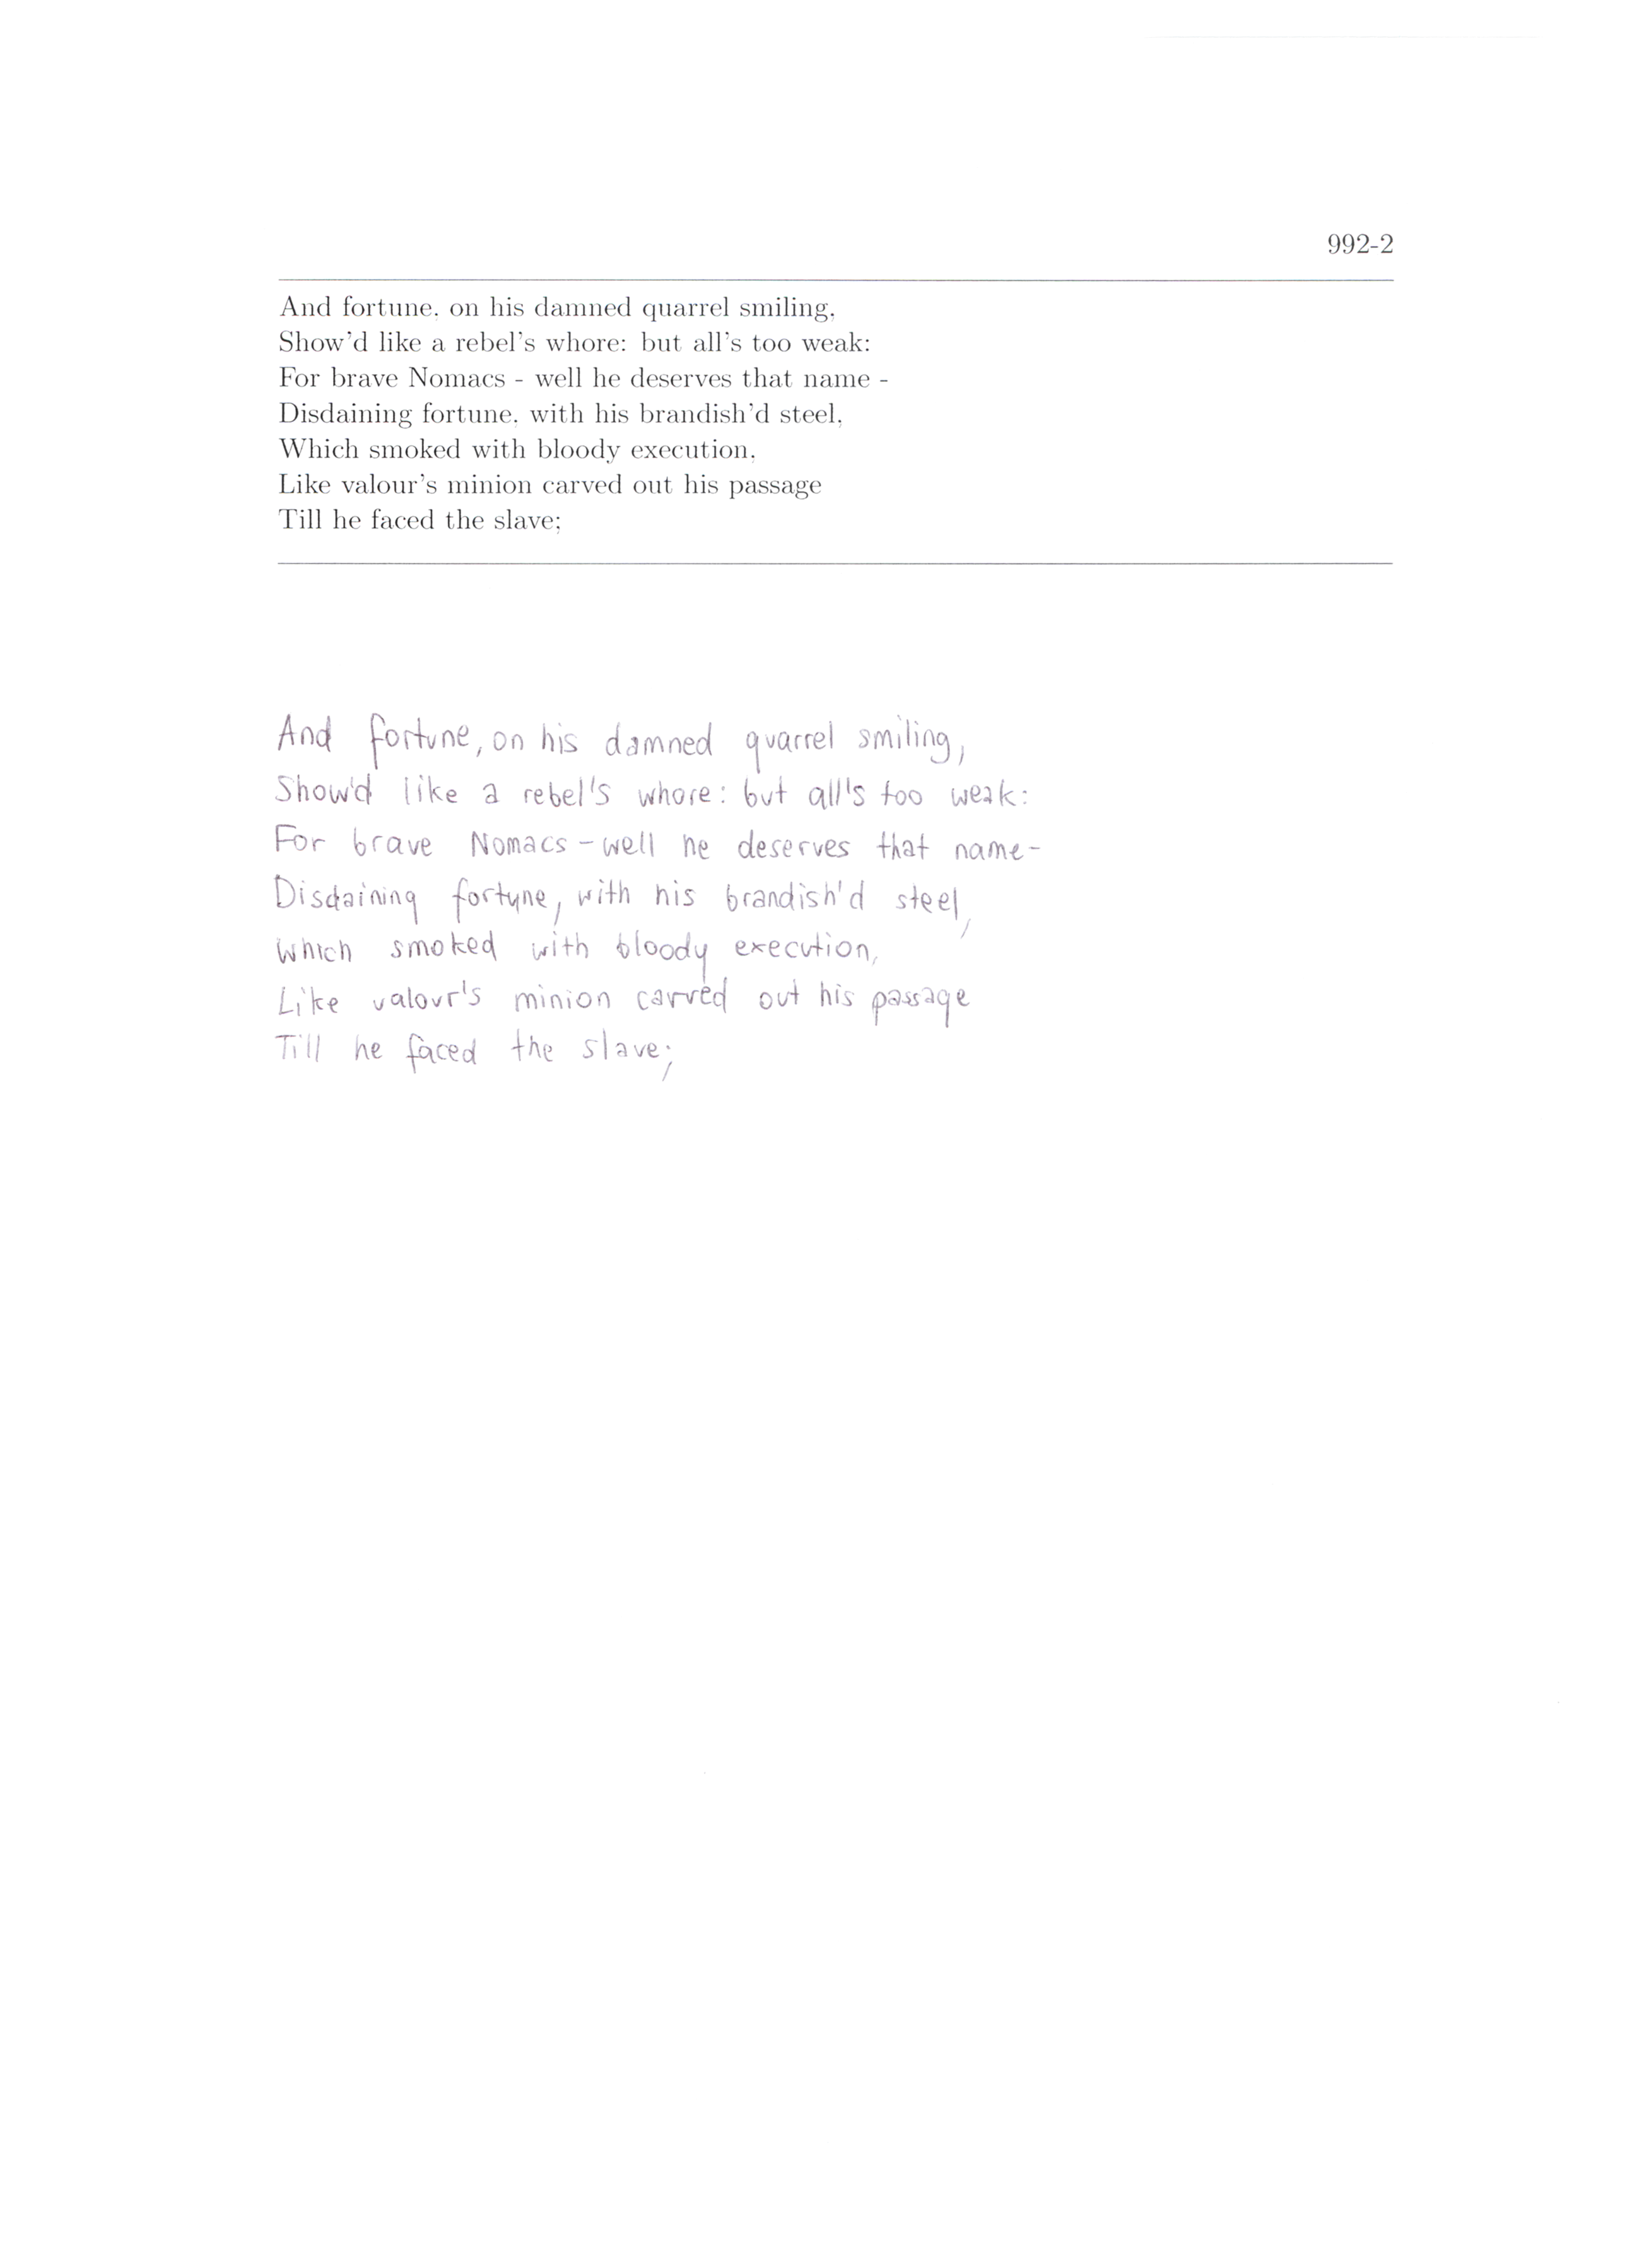 992-2
And fortune, on his damned quarrel smiling,
Show'd like a rebel's whore: but all's too weak:
For brave Nomacs - well he deserves that name -
Disdaining fortune, with his brandish'd steel,
Which smoked with bloody execution,
Like valour's minion carved out his passage
Till he faced the slave;
And fortune, on his damned quarrel smiling,
Show'd like a rebel's whore: but all's too weak:
For brave Nomacs - well he deserves that name -
Disdaining fortune, with his brandish'd steel,
Which smoked with bloody execution,
Like valour's minion carved out his passage
Till he faced the slave;